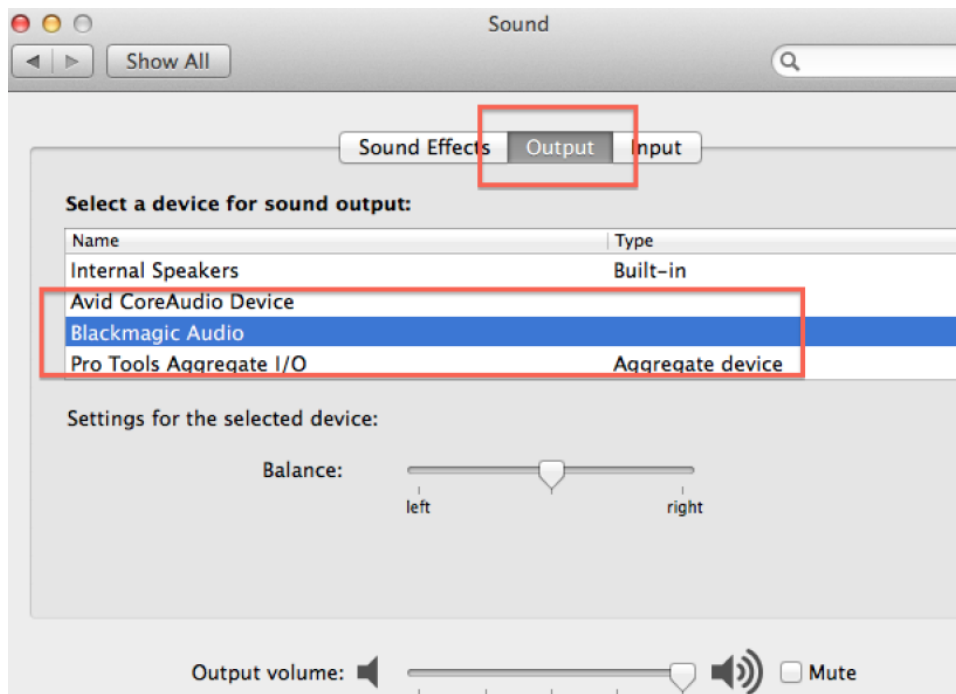 Sound
Show All
Sound Effects Output Input
Select a device for sound output:
Name Type
Internal Speakers Built-in
Avid CoreAudio Device
Blackmagic Audio
Pro Tools Aggregate I/O Aggregate device
Settings for the selected device:
Balance:
left right
Output volume: Mute